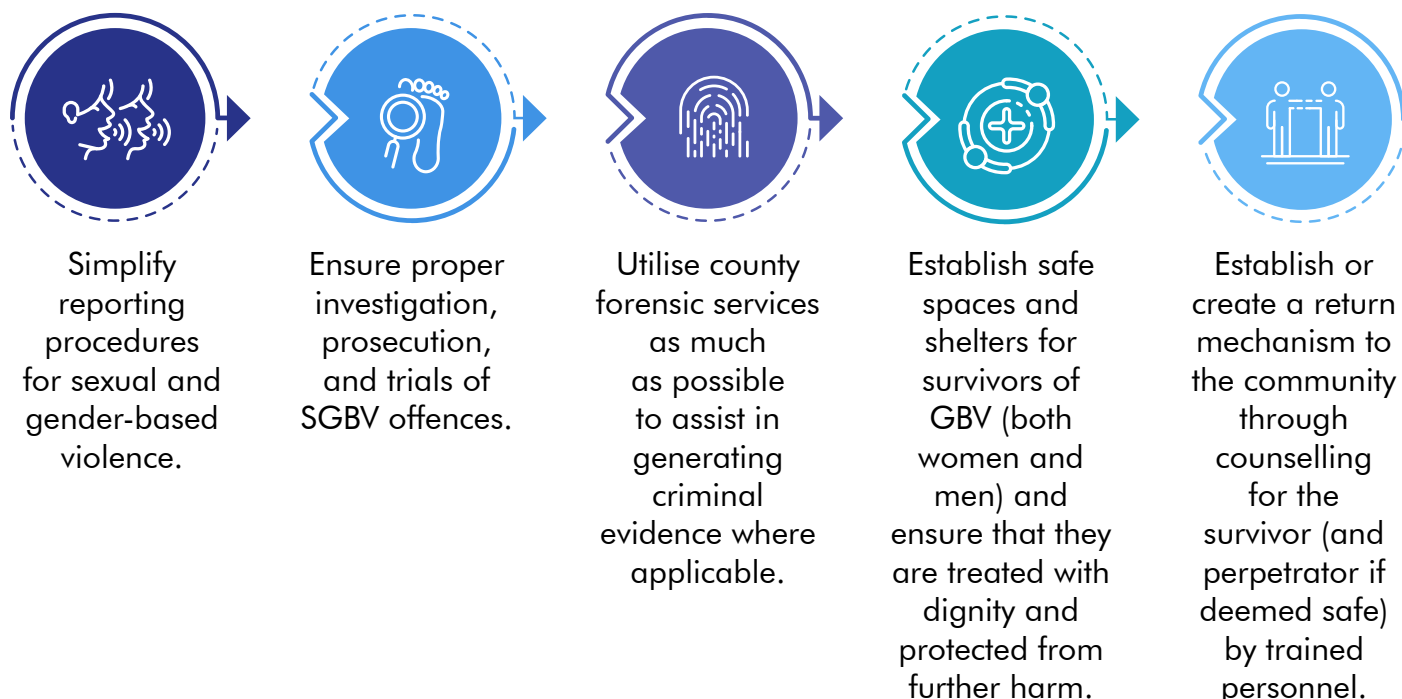 Simplify
reporting
procedures
for sexual and
gender-based
violence.
Ensure proper
investigation,
prosecution,
and trials of
SGBV offences.
Utilise county
forensic services
as much
as possible
to assist in
generating
criminal
evidence where
applicable.
Establish safe
spaces and
shelters for
survivors of
GBV (both
women and
men) and
ensure that they
are treated with
dignity and
protected from
further harm.
Establish or
create a return
mechanism to
the community
through
counselling
for the
survivor (and
perpetrator if
deemed safe)
by trained
personnel.